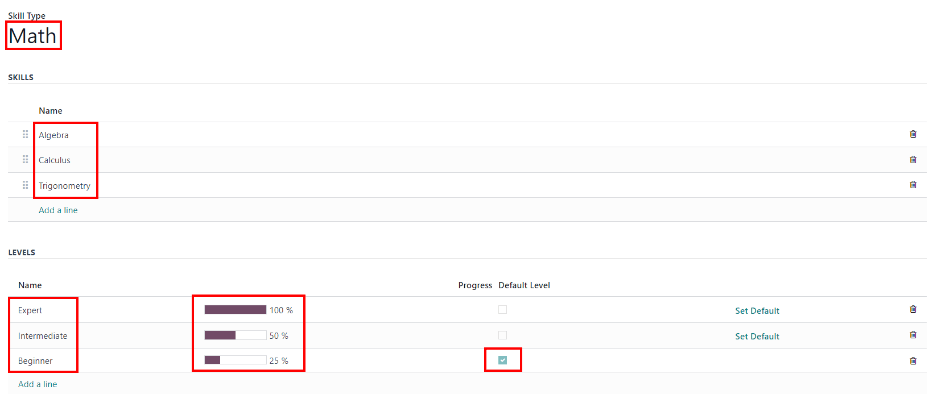 Skill Type
Math
SKILLS
Name
Algebra
Calculus
Trigonometry
Add a line
LEVELS
Name Progress Default Level
Expert 100 % Set Default
Intermediate 50 % Set Default
Beginner 25 %
Add a line